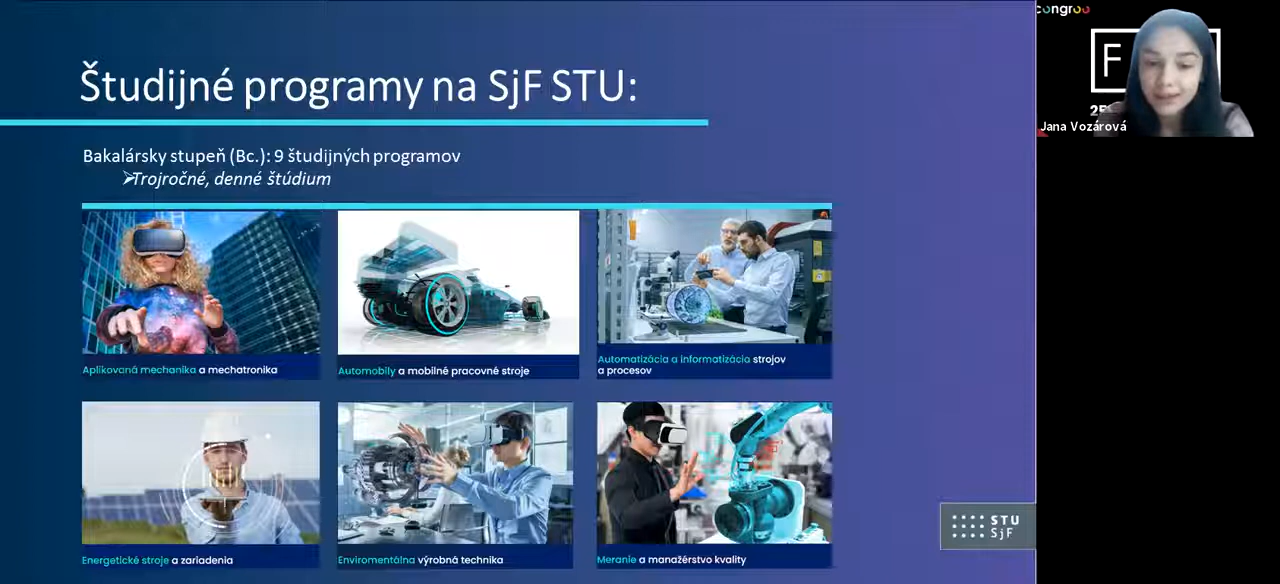 Študijné programy na SjF STU:
Bakalársky stupeň (Bc.): 9 študijných programov
➢Trojročné, denné štúdium
Aplikovaná mechanika a mechatronika
Automobily a mobilné pracovné stroje
Automatizácia a informatizácia strojov
a procesov
Energetické stroje a zariadenia
Enviromentálna výrobná technika
Meranie a manažérstvo kvality
STU
SjF
congroo
F
25
Jana Vozárová